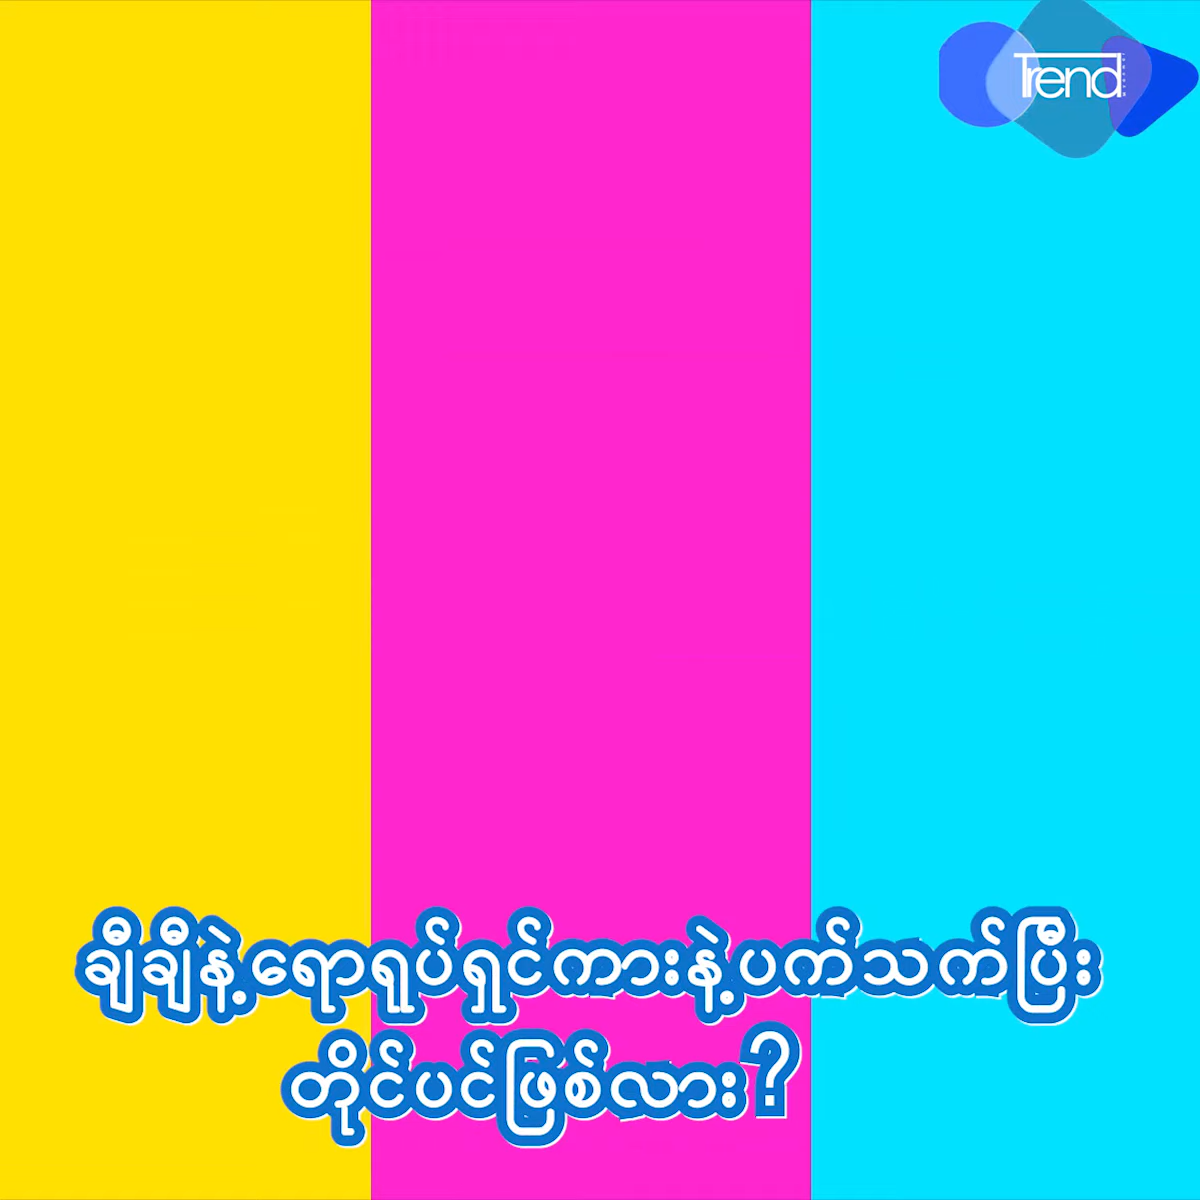 Trend
ချီချီနဲ့ရောရုပ်ရှင်ကားနဲ့ပက်သက်ပြီး
တိုင်ပင်ဖြစ်လား?